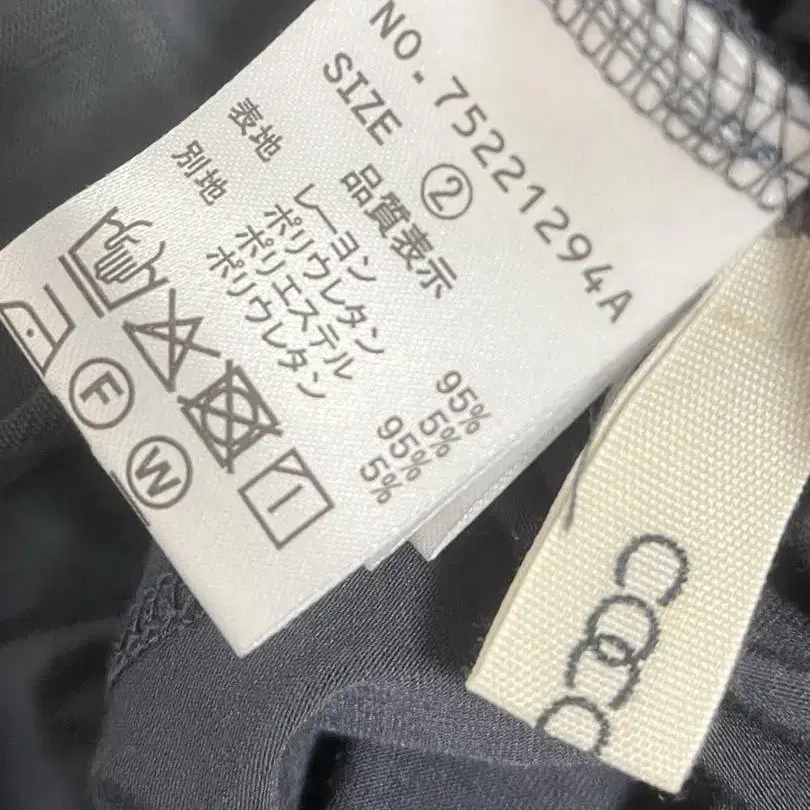 NO.75221294A
SIZE ②
品質表示
表地 レーヨン 95%
ポリウレタン 5%
別地 ポリエステル 95%
ポリウレタン 5%
F
W
COCO